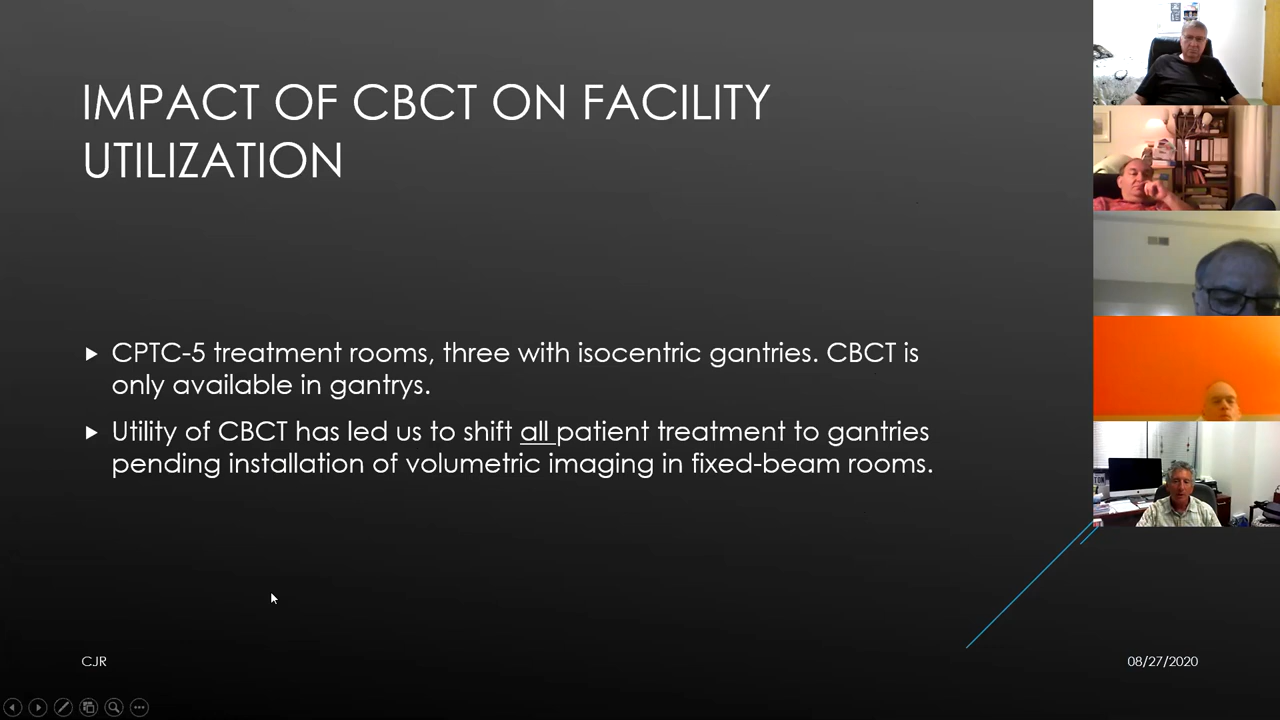 IMPACT OF CBCT ON FACILITY
UTILIZATION
CPTC-5 treatment rooms, three with isocentric gantries. CBCT is
only available in gantrys.
Utility of CBCT has led us to shift all patient treatment to gantries
pending installation of volumetric imaging in fixed-beam rooms.
CJR
08/27/2020